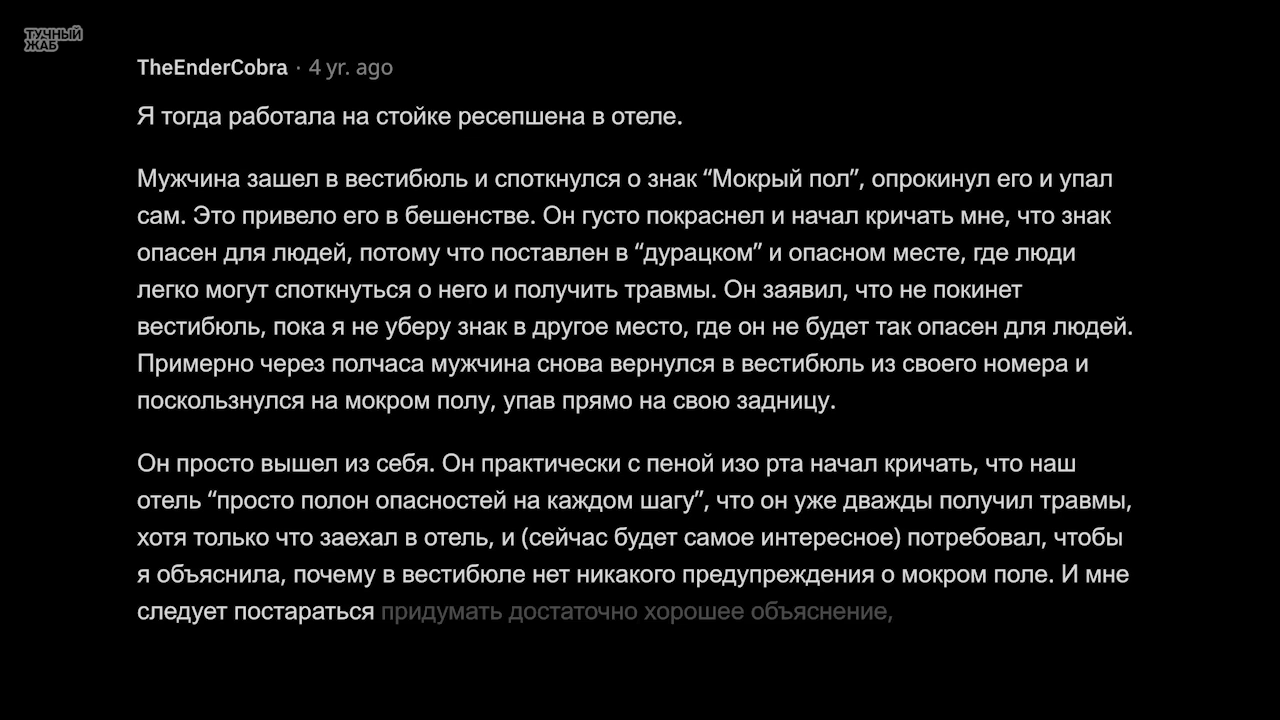 ТУЧНЫЙ
ЖАБ
TheEnderCobra · 4 yr. ago
Я тогда работала на стойке ресепшена в отеле.
Мужчина зашел в вестибюль и споткнулся о знак “Мокрый пол”, опрокинул его и упал
сам. Это привело его в бешенстве. Он густо покраснел и начал кричать мне, что знак
опасен для людей, потому что поставлен в “дурацком” и опасном месте, где люди
легко могут споткнуться о него и получить травмы. Он заявил, что не покинет
вестибюль, пока я не уберу знак в другое место, где он не будет так опасен для людей.
Примерно через полчаса мужчина снова вернулся в вестибюль из своего номера и
поскользнулся на мокром полу, упав прямо на свою задницу.
Он просто вышел из себя. Он практически с пеной изо рта начал кричать, что наш
отель “просто полон опасностей на каждом шагу”, что он уже дважды получил травмы,
хотя только что заехал в отель, и (сейчас будет самое интересное) потребовал, чтобы
я объяснила, почему в вестибюле нет никакого предупреждения о мокром поле. И мне
следует постараться придумать достаточно хорошее объяснение,